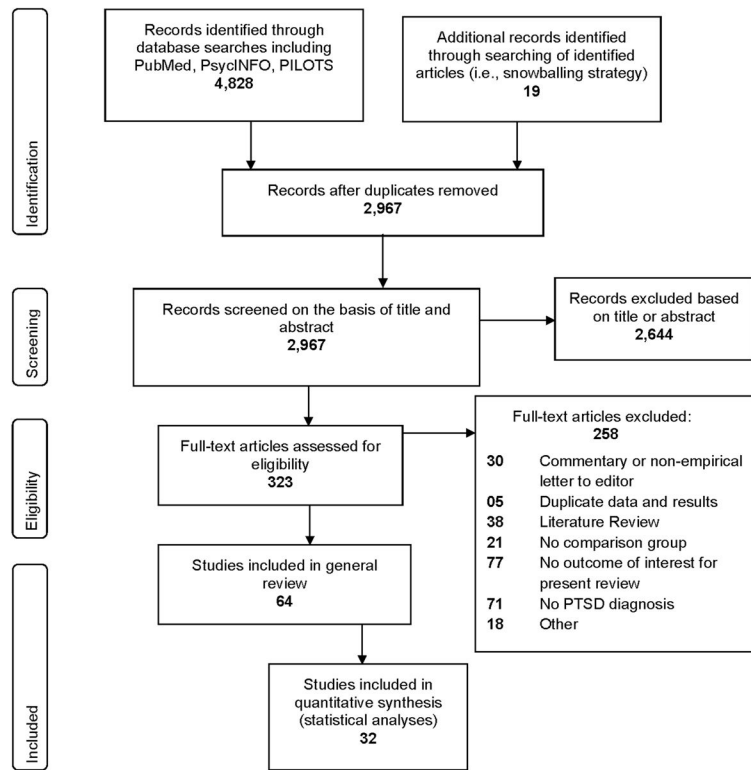 Identification
Records identified through
database searches including
PubMed, PsycINFO, PILOTS
4,828
Additional records identified
through searching of identified
articles (i.e., snowballing strategy)
19
Records after duplicates removed
2,967
Screening
Records screened on the basis of title and
abstract
2,967
Records excluded based
on title or abstract
2,644
Eligibility
Full-text articles assessed for
eligibility
323
Full-text articles excluded:
258
30 Commentary or non-empirical
letter to editor
05 Duplicate data and results
38 Literature Review
21 No comparison group
77 No outcome of interest for
present review
71 No PTSD diagnosis
18 Other
Included
Studies included in general
review
64
Studies included in
quantitative synthesis
(statistical analyses)
32